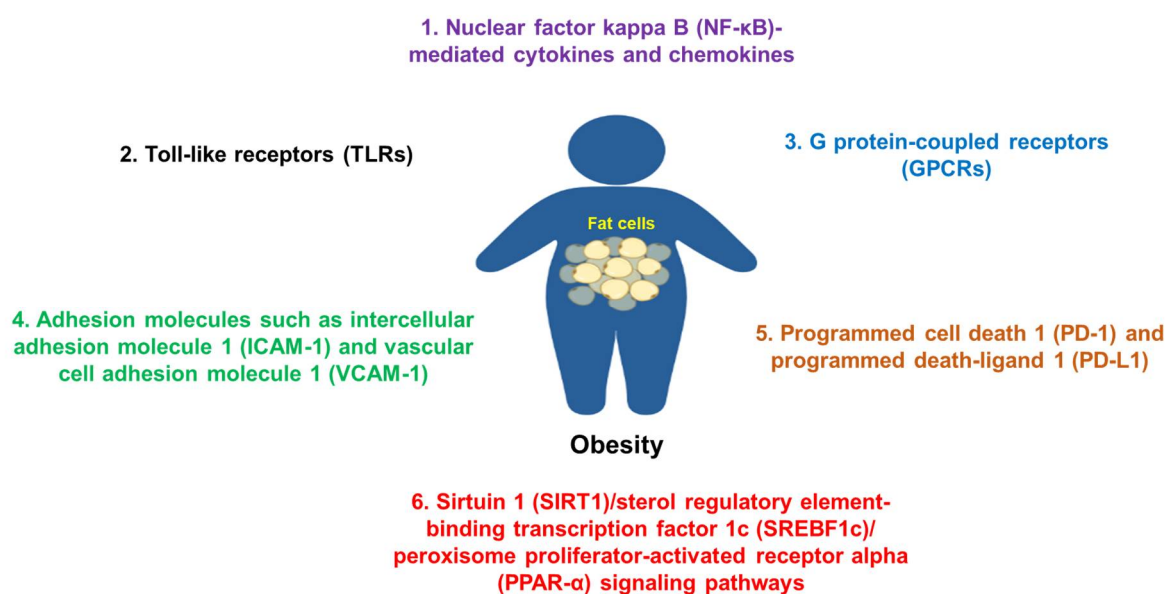 1. Nuclear factor kappa B (NF-κB)-
mediated cytokines and chemokines
2. Toll-like receptors (TLRs)
3. G protein-coupled receptors
(GPCRs)
Fat cells
4. Adhesion molecules such as intercellular
adhesion molecule 1 (ICAM-1) and vascular
cell adhesion molecule 1 (VCAM-1)
5. Programmed cell death 1 (PD-1) and
programmed death-ligand 1 (PD-L1)
Obesity
6. Sirtuin 1 (SIRT1)/sterol regulatory element-
binding transcription factor 1c (SREBF1c)/
peroxisome proliferator-activated receptor alpha
(PPAR-α) signaling pathways